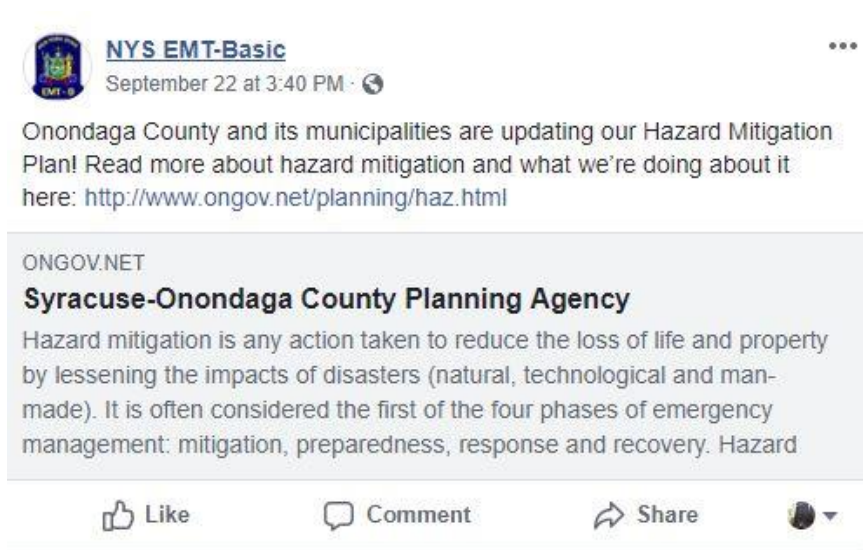 NYS EMT-Basic
September 22 at 3:40 PM ·
Onondaga County and its municipalities are updating our Hazard Mitigation
Plan! Read more about hazard mitigation and what we're doing about it
here: http://www.ongov.net/planning/haz.html
ONGOV.NET
Syracuse-Onondaga County Planning Agency
Hazard mitigation is any action taken to reduce the loss of life and property
by lessening the impacts of disasters (natural, technological and man-
made). It is often considered the first of the four phases of emergency
management: mitigation, preparedness, response and recovery. Hazard
Like Comment Share